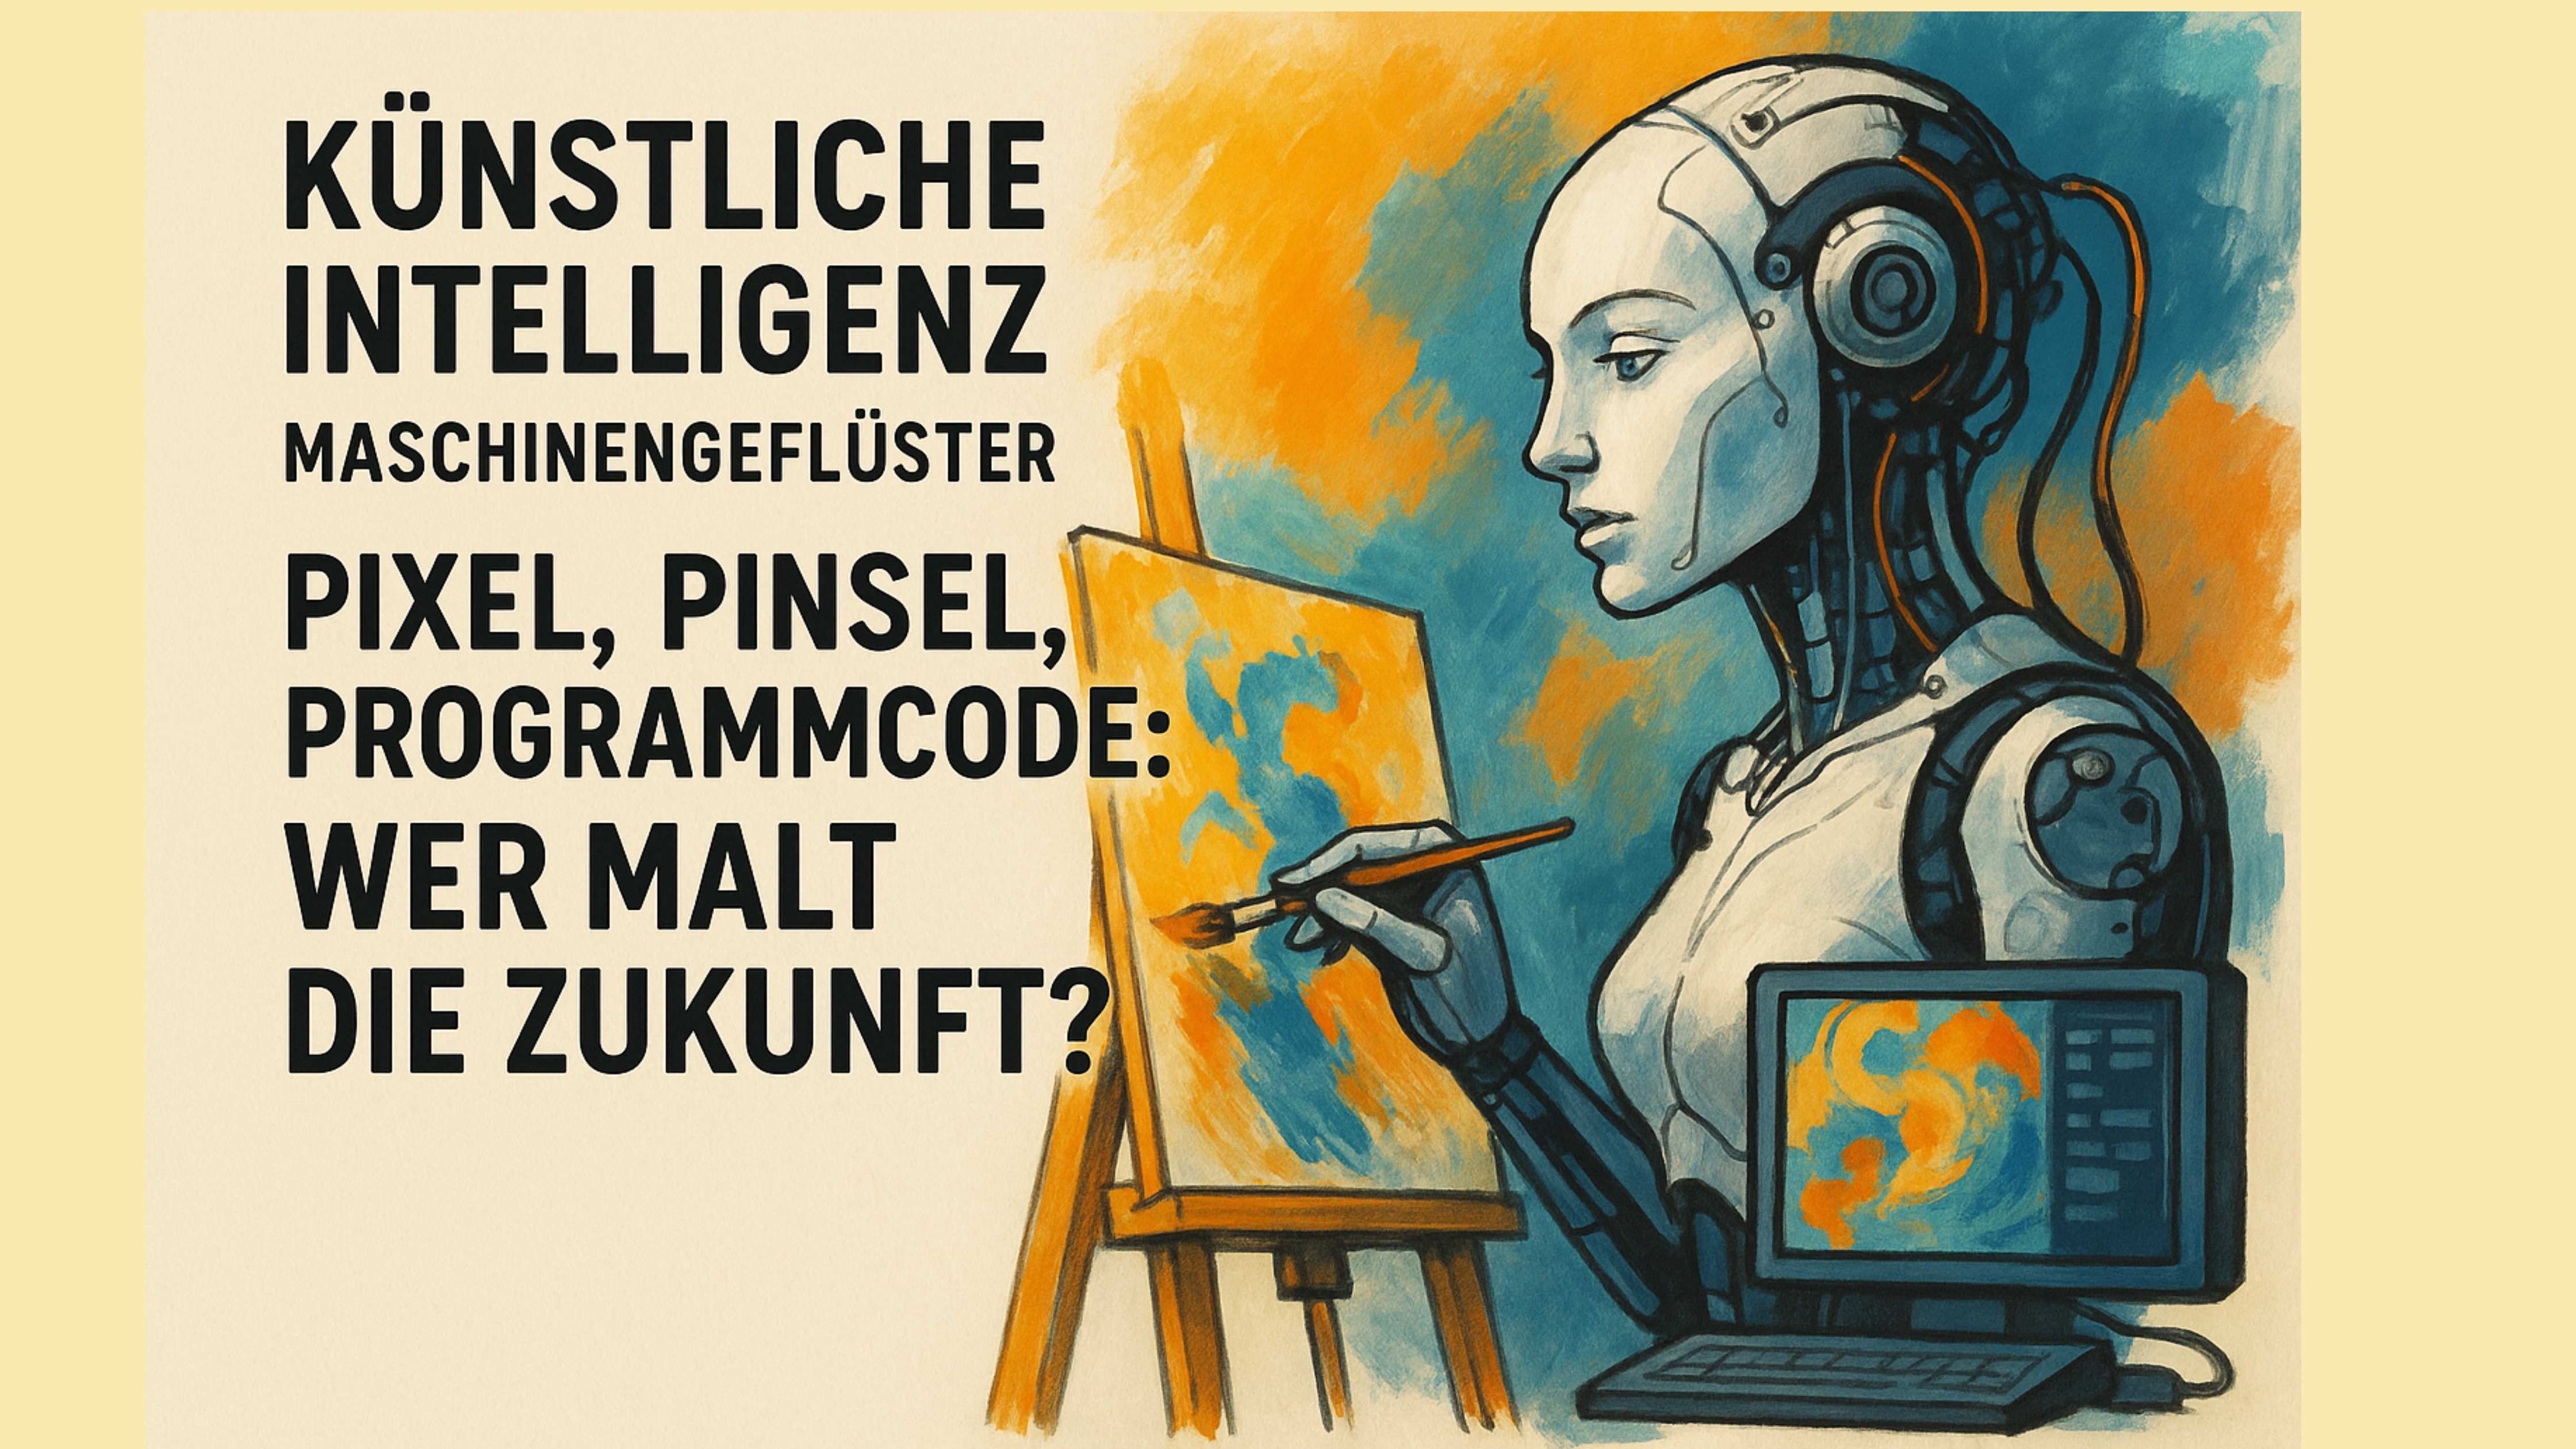 KÜNSTLICHE
INTELLIGENZ
MASCHINENGEFLÜSTER
PIXEL, PINSEL,
PROGRAMMCODE:
WER MALT
DIE ZUKUNFT?